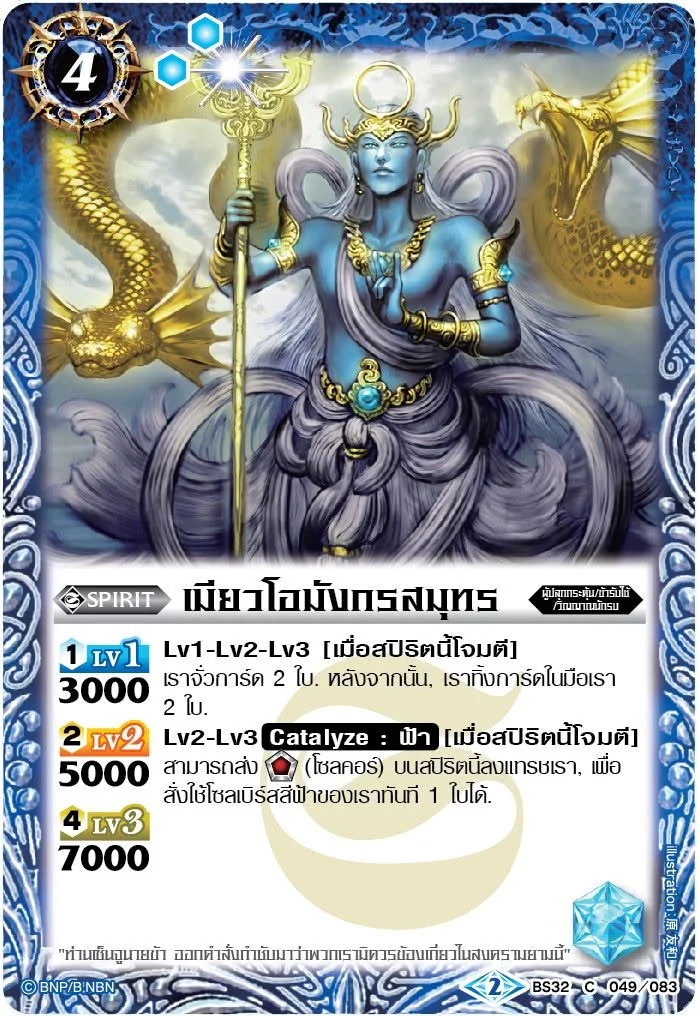 4
SPIRIT
เมียวโอมังกรสมุทร
ผู้ปลุกกระตุ้น/ข้ารับใช้
/วิญญาณนักรบ
1 LV1
3000
Lv1-Lv2-Lv3 [เมื่อสปิริตนี้โจมตี]
เราจั่วการ์ด 2 ใบ. หลังจากนั้น, เราทิ้งการ์ดในมือเรา
2 ใบ.
2 LV2
5000
Lv2-Lv3 Catalyze : ฟ้า [เมื่อสปิริตนี้โจมตี]
สามารถส่ง (โซลคอร์) บนสปิริตนี้ลงแทรชเรา, เพื่อ
สั่งใช้โซลเบิร์สสีฟ้าของเราทันที 1 ใบได้.
4 LV3
7000
illustration:原 友和
"ท่านเซ็นจูนายข้า ออกคำสั่งกำชับมาว่าพวกเรามิควรข้องเกี่ยวในสงครามยามนี้"
©BNP/B.NBN
2
BS32 C 049/083